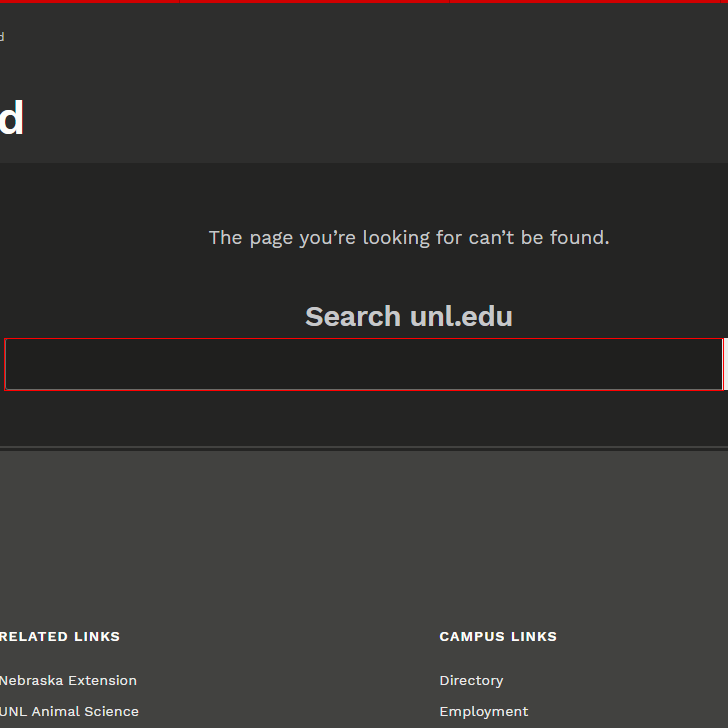 d
d
The page you’re looking for can’t be found.
Search unl.edu
RELATED LINKS
CAMPUS LINKS
Nebraska Extension
Directory
UNL Animal Science
Employment